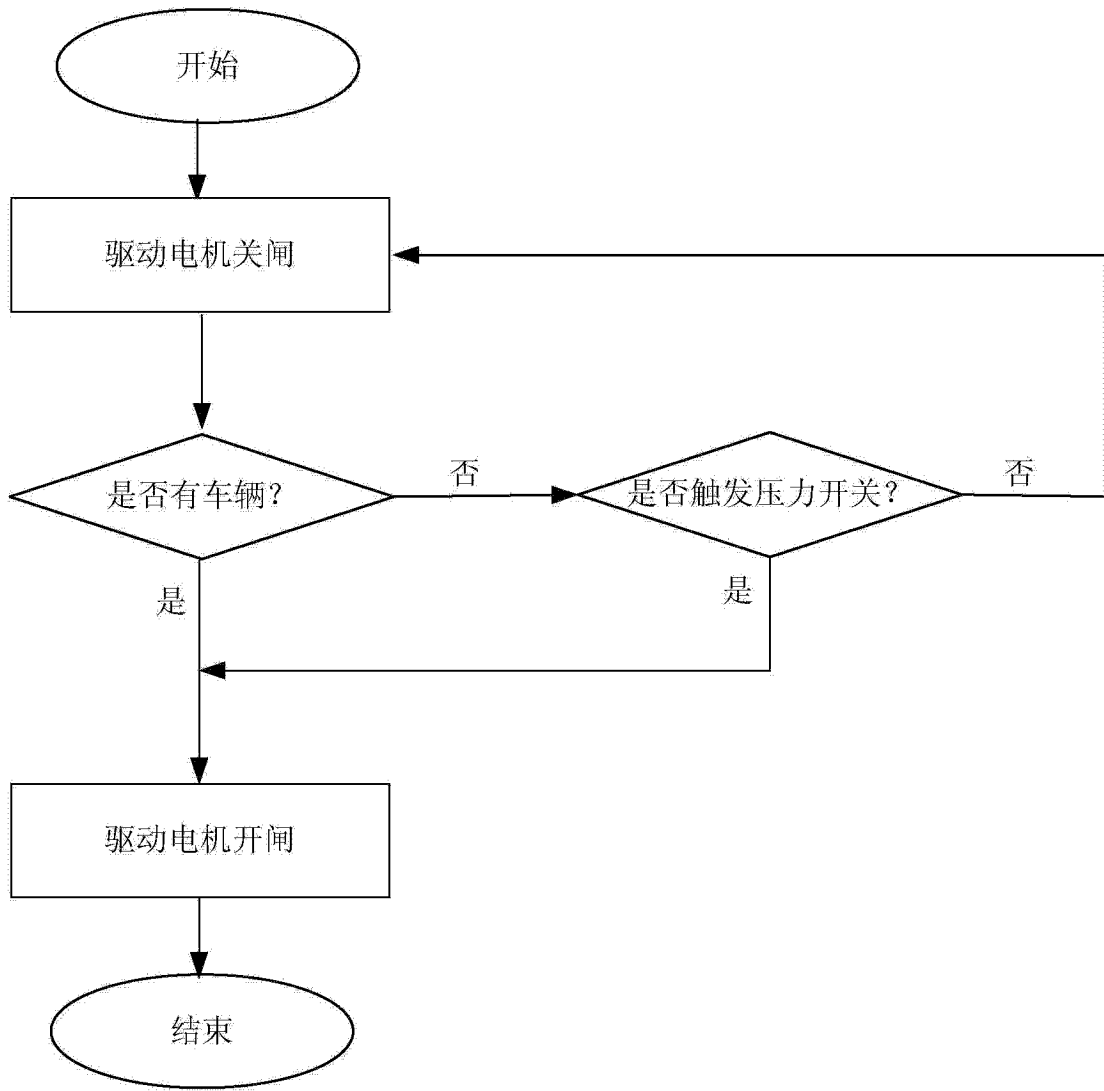 开始
驱动电机关闸
是否有车辆?
否
是否触发压力开关?
否
是
是
驱动电机开闸
结束